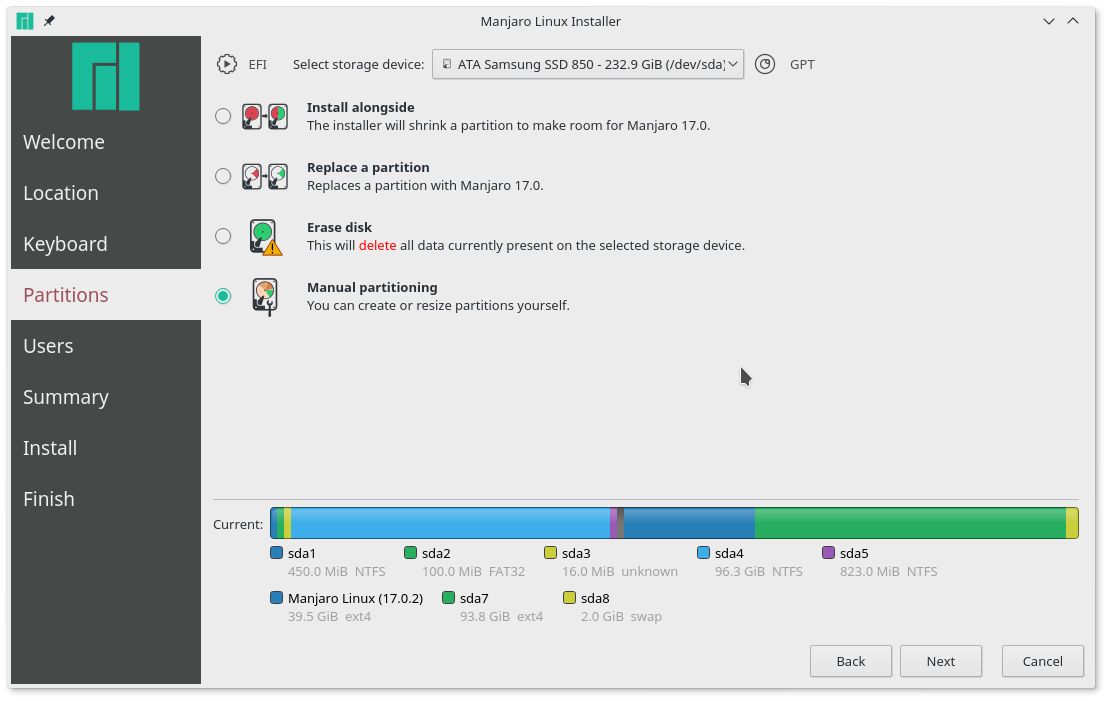 Manjaro Linux Installer
EFI Select storage device: ATA Samsung SSD 850 - 232.9 GiB (/dev/sda) GPT
Welcome
Location
Keyboard
Partitions
Users
Summary
Install
Finish
Install alongside
The installer will shrink a partition to make room for Manjaro 17.0.
Replace a partition
Replaces a partition with Manjaro 17.0.
Erase disk
This will delete all data currently present on the selected storage device.
Manual partitioning
You can create or resize partitions yourself.
Current:
sda1 sda2 sda3 sda4 sda5
450.0 MiB NTFS 100.0 MiB FAT32 16.0 MiB unknown 96.3 GiB NTFS 823.0 MiB NTFS
Manjaro Linux (17.0.2) sda7 sda8
39.5 GiB ext4 93.8 GiB ext4 2.0 GiB swap
Back Next Cancel